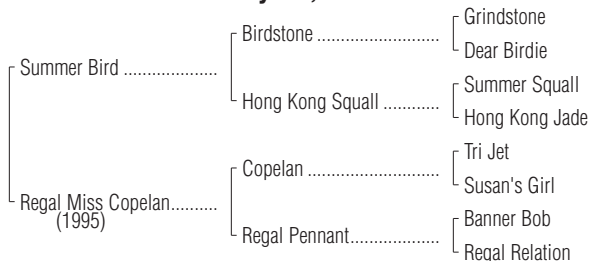 Grindstone
Birdstone ........................
Dear Birdie
Summer Bird ....................
Summer Squall
Hong Kong Squall ............
Hong Kong Jade
Tri Jet
Copelan ............................
Susan's Girl
Regal Miss Copelan..........
(1995)
Banner Bob
Regal Pennant...................
Regal Relation